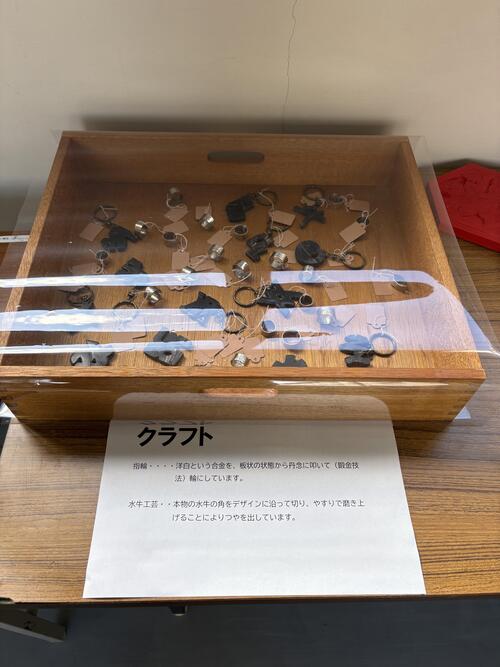 クラフト
指輪・・・・洋白という合金を、板状の状態から丹念に叩いて（鍛金技
法）輪にしています。
水牛工芸・・本物の水牛の角をデザインに沿って切り、やすりで磨き上
げることによりつやを出しています。